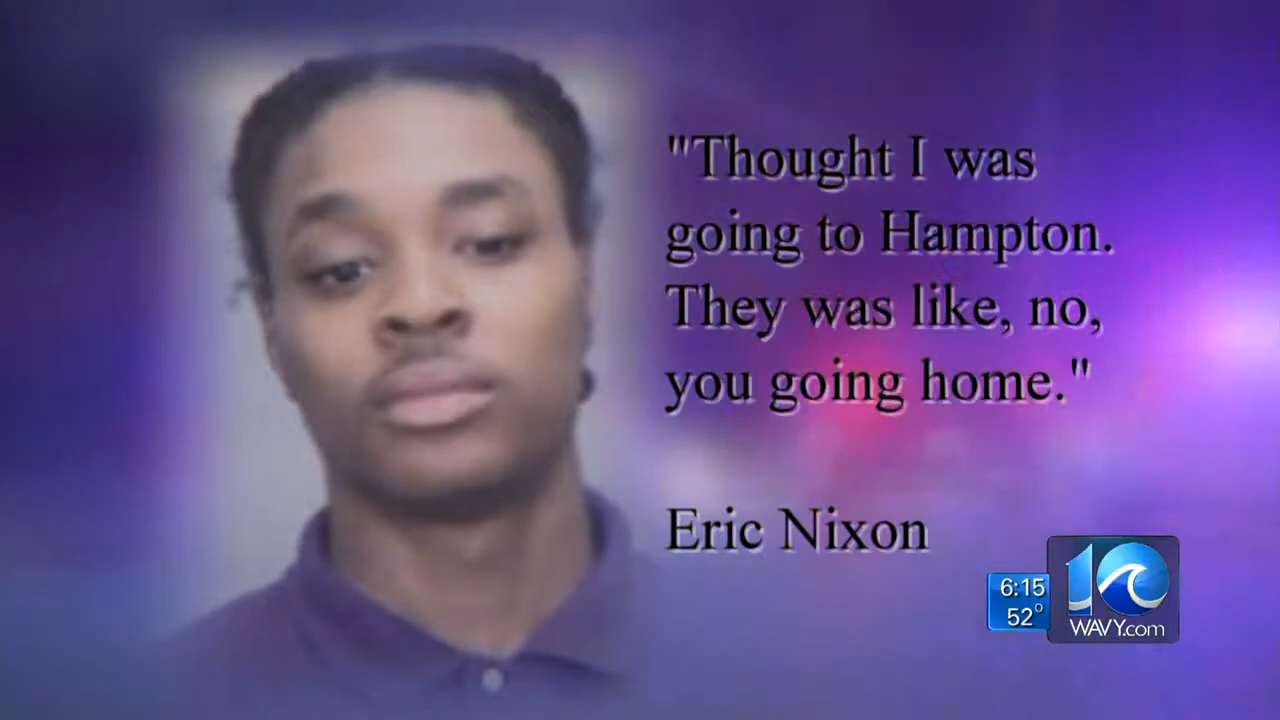 "Thought I was
going to Hampton.
They was like, no,
you going home."
Eric Nixon
6:15
52°
10
WAVY.com